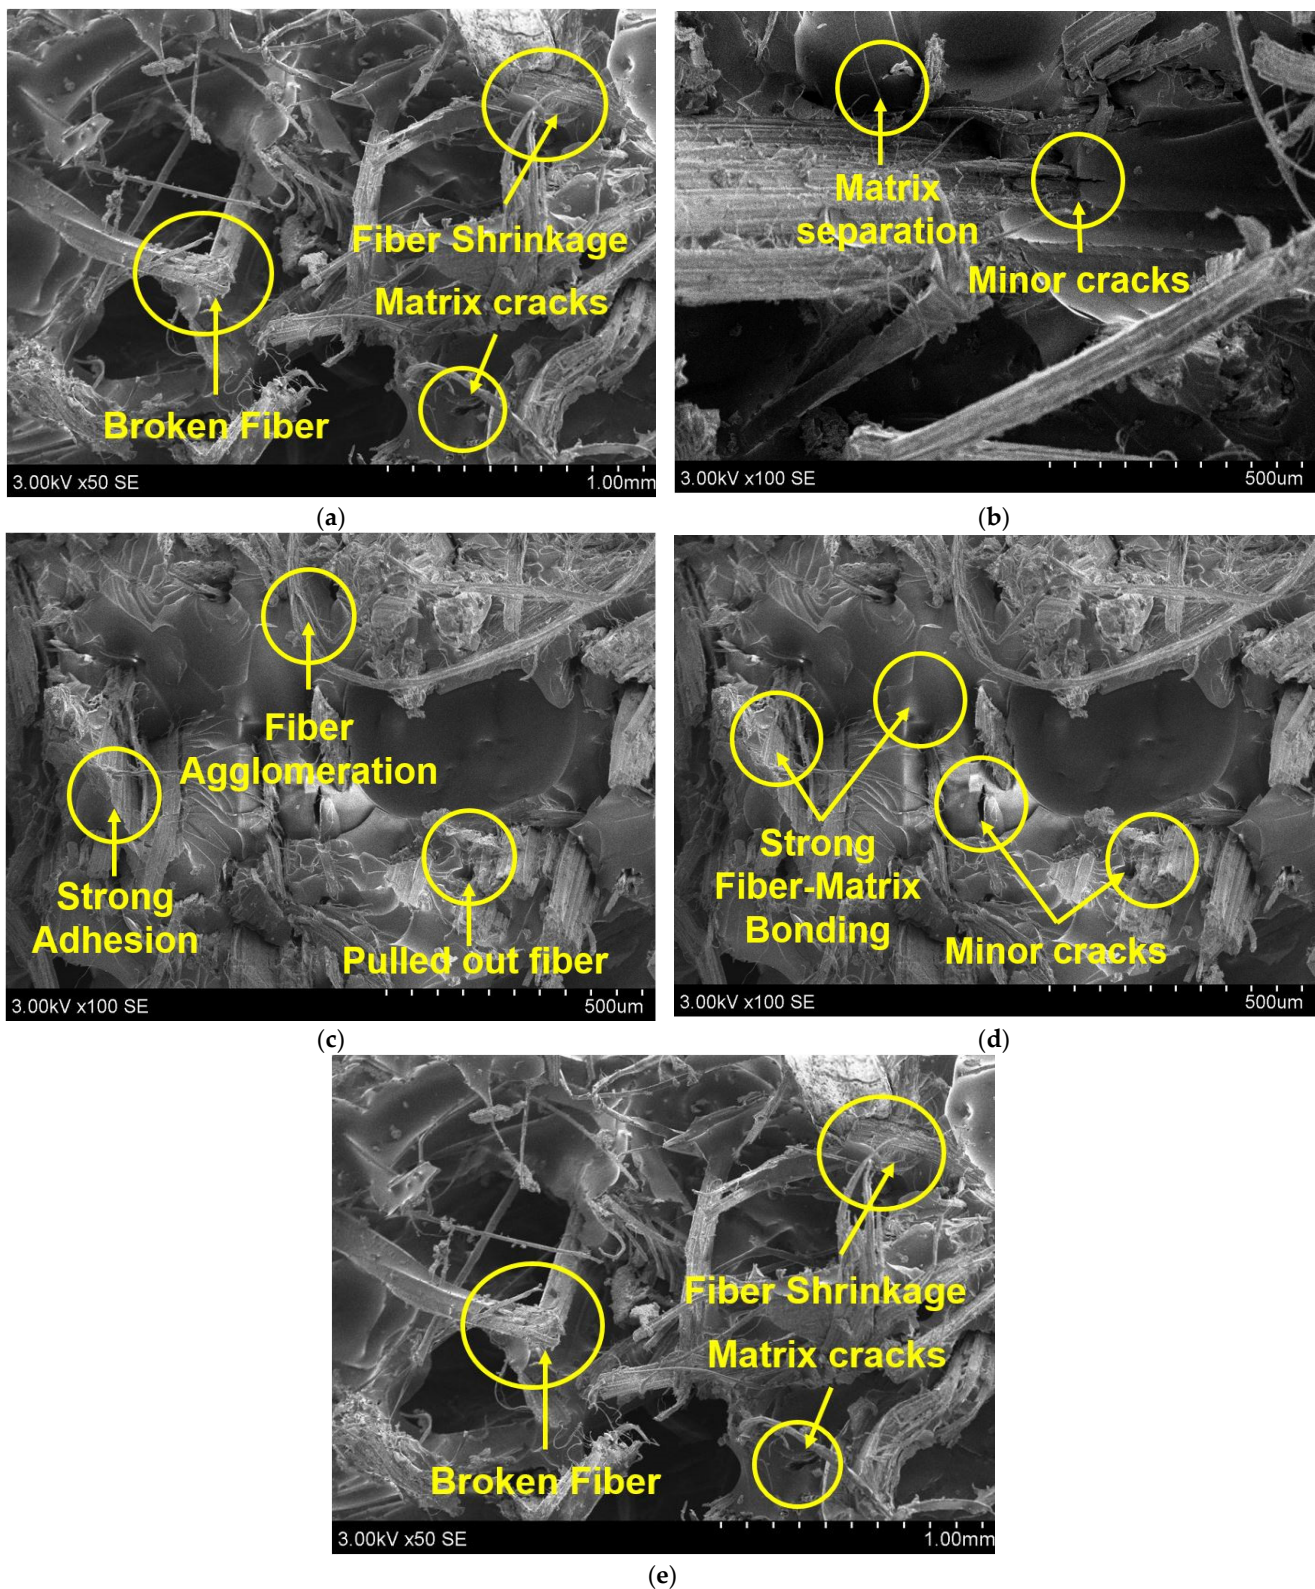 Fiber Shrinkage
Matrix cracks
Broken Fiber
3.00kV x50 SE 1.00mm
(a)
Matrix
separation
Minor cracks
3.00kV x100 SE 500um
(b)
Fiber
Agglomeration
Strong
Adhesion
Pulled out fiber
3.00kV x100 SE 500um
(c)
Strong
Fiber-Matrix
Bonding
Minor cracks
3.00kV x100 SE 500um
(d)
Fiber Shrinkage
Matrix cracks
Broken Fiber
3.00kV x50 SE 1.00mm
(e)